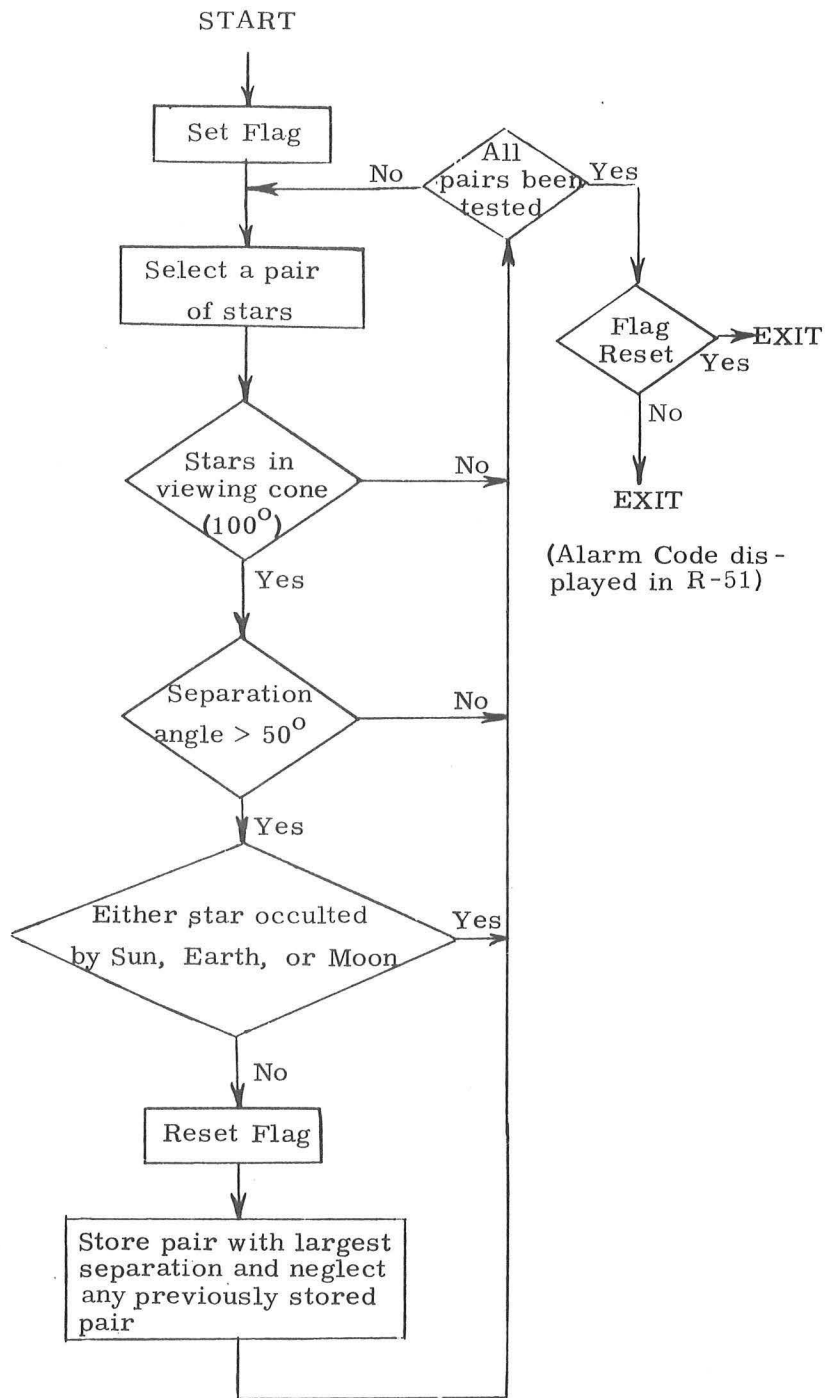 START
Set Flag
All
pairs been
tested
No
Yes
Select a pair
of stars
Flag
Reset
EXIT
Yes
No
EXIT
(Alarm Code dis-
played in R-51)
Stars in
viewing cone
(100°)
No
Yes
Separation
angle > 50°
No
Yes
Either star occulted
by Sun, Earth, or Moon
Yes
No
Reset Flag
Store pair with largest
separation and neglect
any previously stored
pair